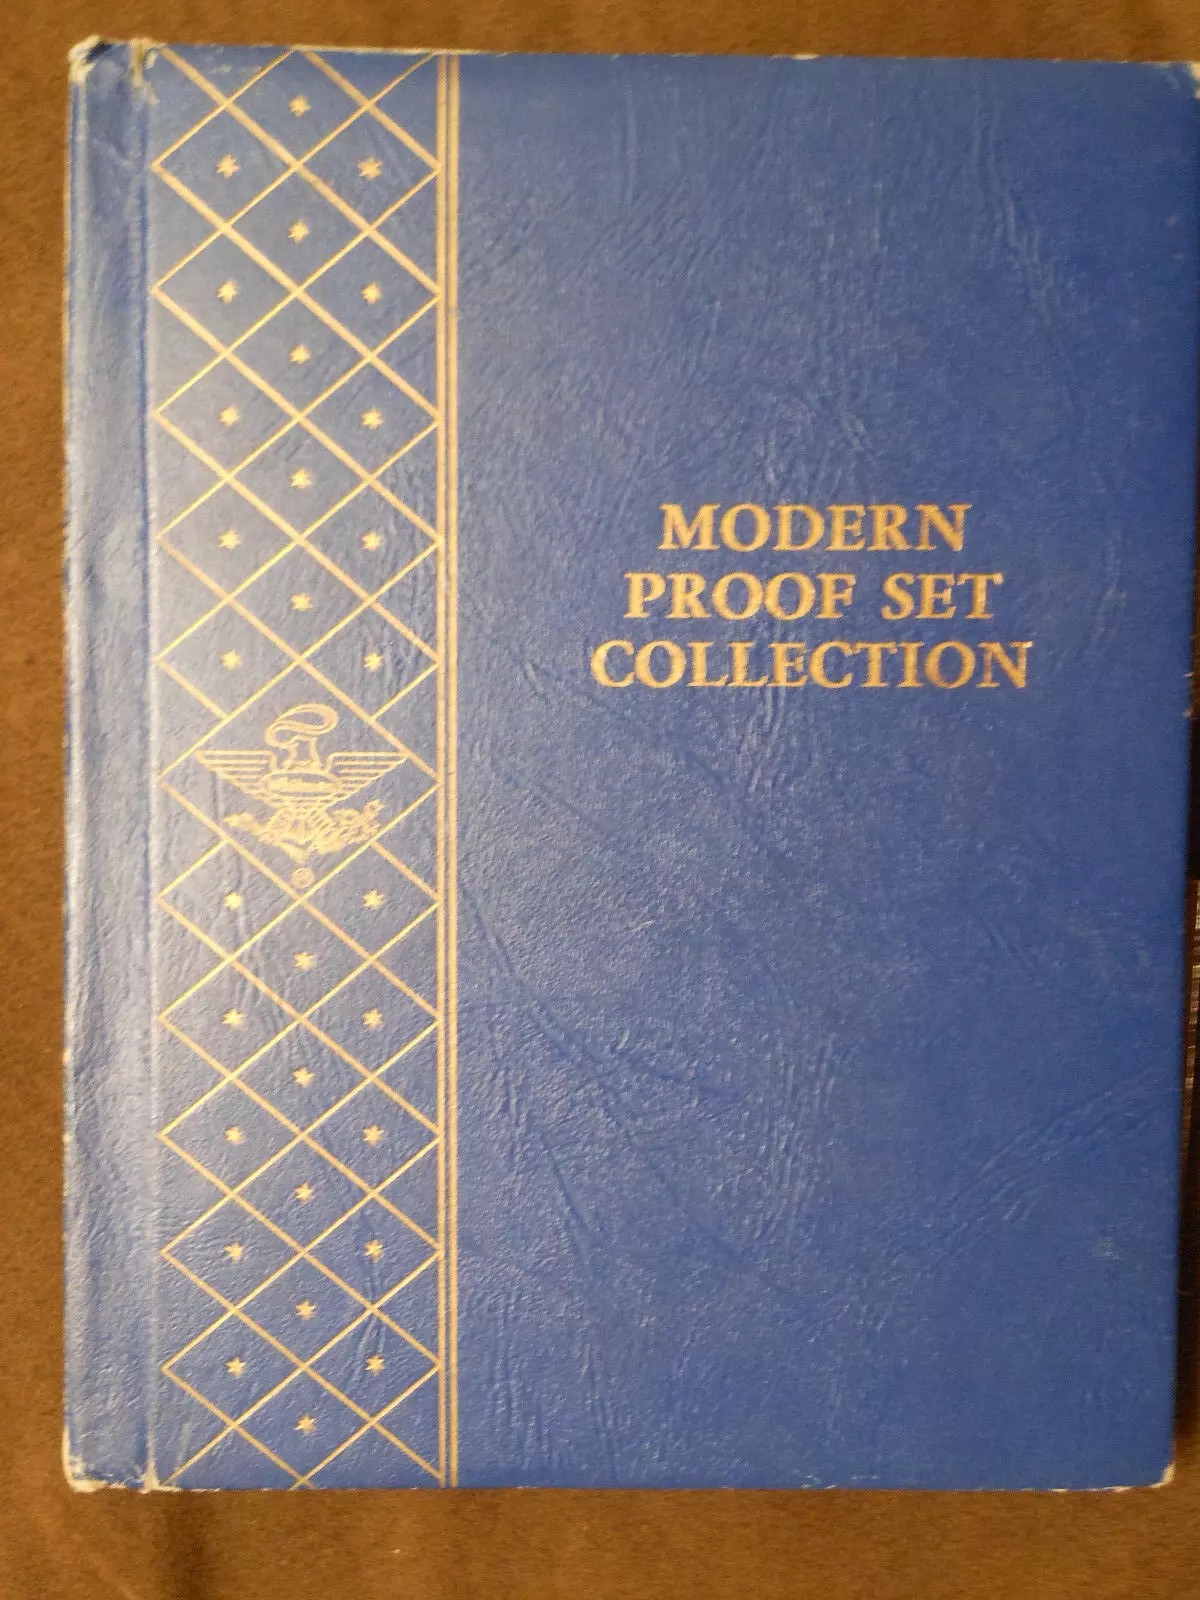 MODERN
PROOF SET
COLLECTION
®